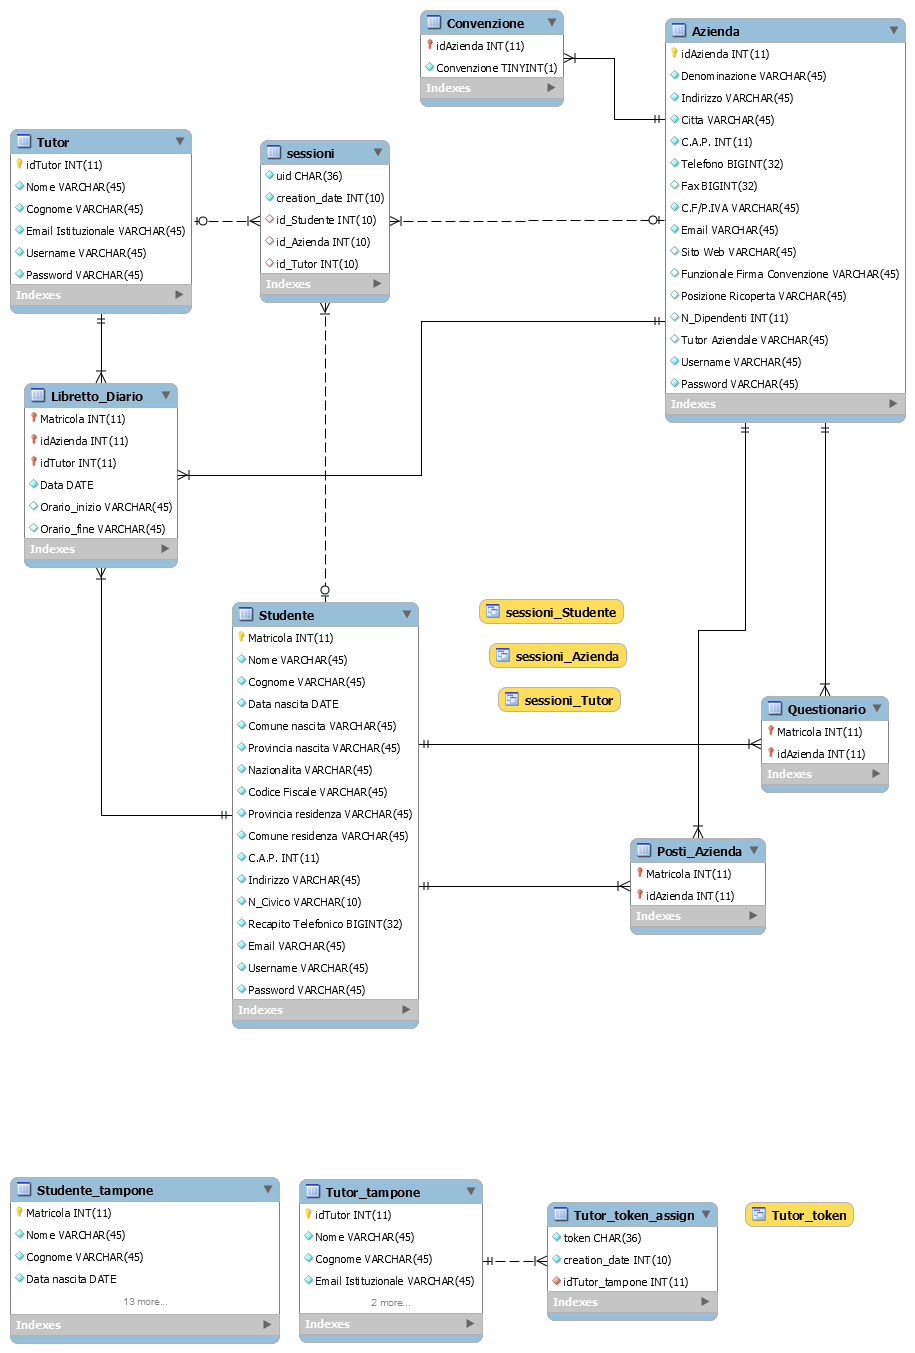 Convenzione
idAzienda INT(11)
Convenzione TINYINT(1)
Indexes
Azienda
idAzienda INT(11)
Denominazione VARCHAR(45)
Indirizzo VARCHAR(45)
Citta VARCHAR(45)
C.A.P. INT(11)
Telefono BIGINT(32)
Fax BIGINT(32)
C.F/P.IVA VARCHAR(45)
Email VARCHAR(45)
Sito Web VARCHAR(45)
Funzionale Firma Convenzione VARCHAR(45)
Posizione Ricoperta VARCHAR(45)
N_Dipendenti INT(11)
Tutor Aziendale VARCHAR(45)
Username VARCHAR(45)
Password VARCHAR(45)
Indexes
Tutor
idTutor INT(11)
Nome VARCHAR(45)
Cognome VARCHAR(45)
Email Istituzionale VARCHAR(45)
Username VARCHAR(45)
Password VARCHAR(45)
Indexes
sessioni
uid CHAR(36)
creation_date INT(10)
id_Studente INT(10)
id_Azienda INT(10)
id_Tutor INT(10)
Indexes
Libretto_Diario
Matricola INT(11)
idAzienda INT(11)
idTutor INT(11)
Data DATE
Orario_inizio VARCHAR(45)
Orario_fine VARCHAR(45)
Indexes
Studente
Matricola INT(11)
Nome VARCHAR(45)
Cognome VARCHAR(45)
Data nascita DATE
Comune nascita VARCHAR(45)
Provincia nascita VARCHAR(45)
Nazionalita VARCHAR(45)
Codice Fiscale VARCHAR(45)
Provincia residenza VARCHAR(45)
Comune residenza VARCHAR(45)
C.A.P. INT(11)
Indirizzo VARCHAR(45)
N_Civico VARCHAR(10)
Recapito Telefonico BIGINT(32)
Email VARCHAR(45)
Username VARCHAR(45)
Password VARCHAR(45)
Indexes
sessioni_Studente
sessioni_Azienda
sessioni_Tutor
Questionario
Matricola INT(11)
idAzienda INT(11)
Indexes
Posti_Azienda
Matricola INT(11)
idAzienda INT(11)
Indexes
Studente_tampone
Matricola INT(11)
Nome VARCHAR(45)
Cognome VARCHAR(45)
Data nascita DATE
13 more...
Indexes
Tutor_tampone
idTutor INT(11)
Nome VARCHAR(45)
Cognome VARCHAR(45)
Email Istituzionale VARCHAR(45)
2 more...
Indexes
Tutor_token_assign
token CHAR(36)
creation_date INT(10)
idTutor_tampone INT(11)
Indexes
Tutor_token